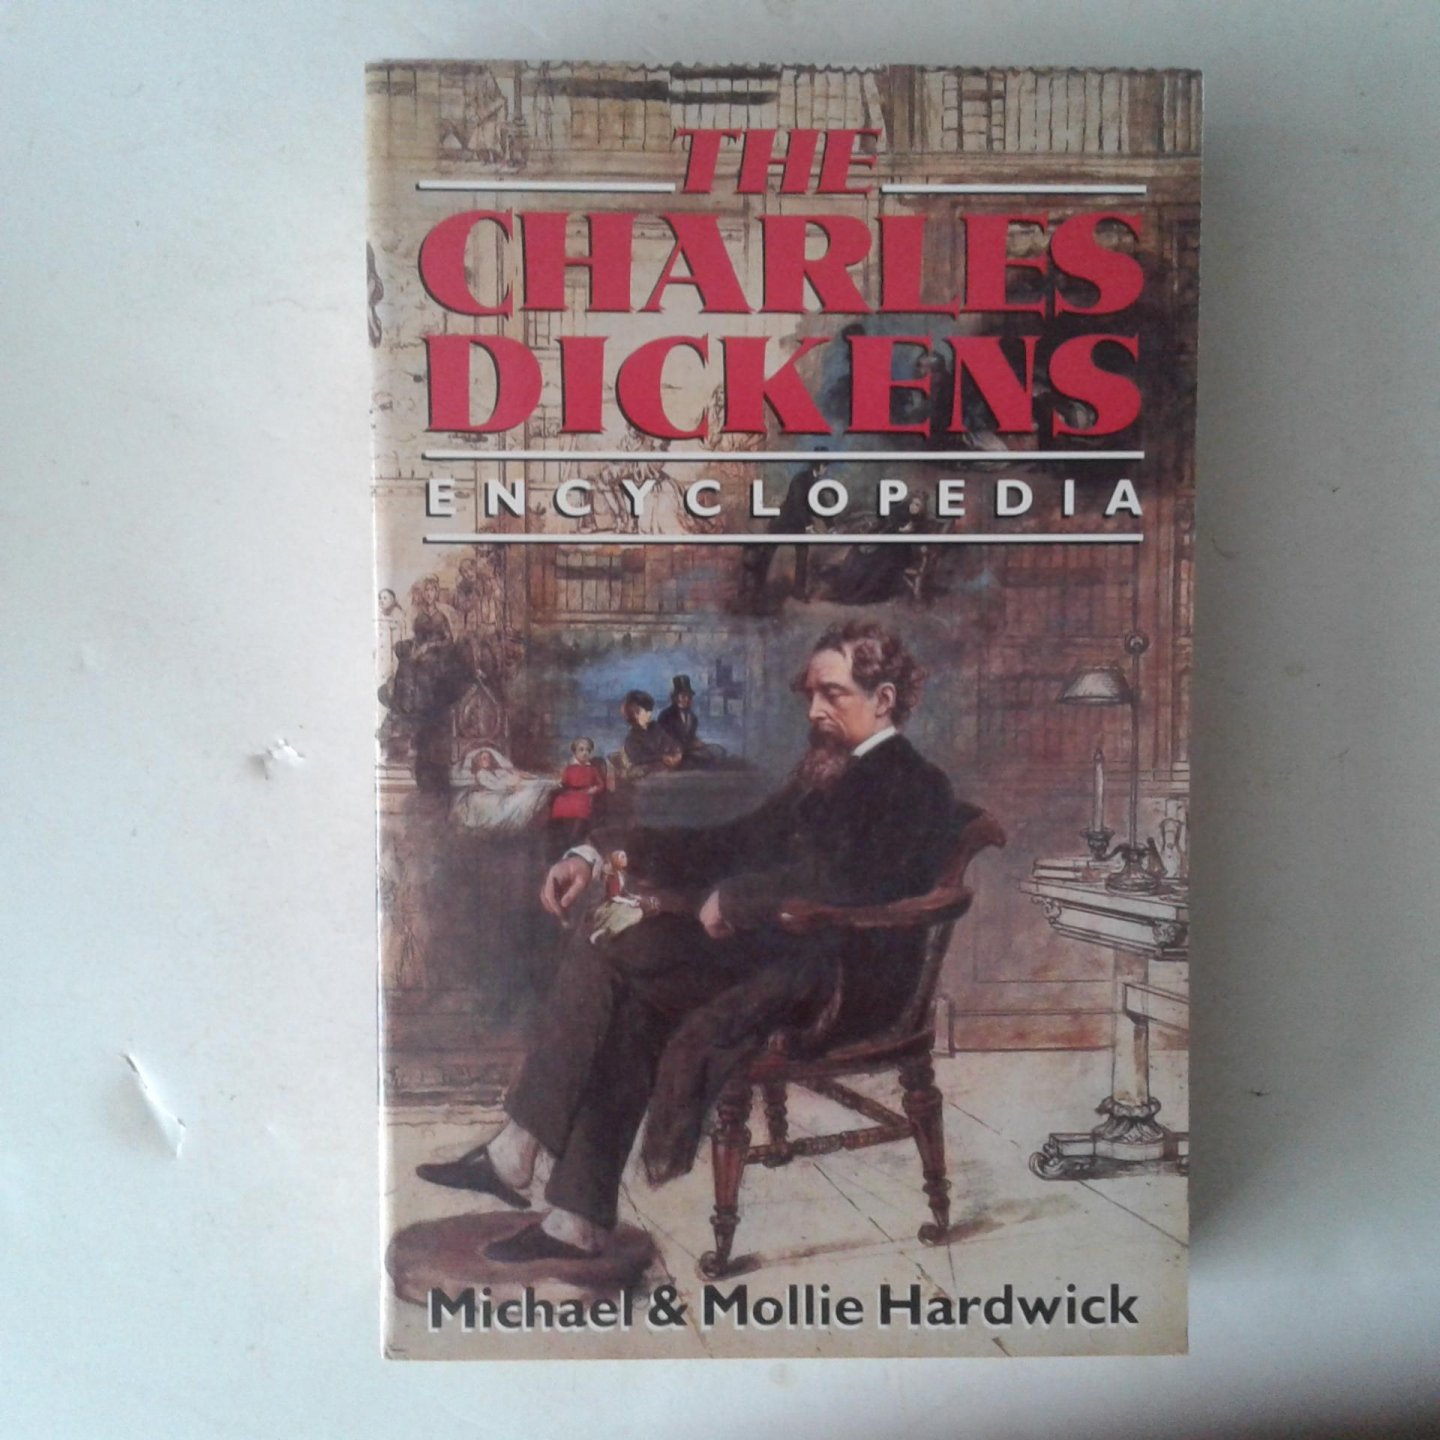 THE
CHARLES
DICKENS
ENCYCLOPEDIA
Michael & Mollie Hardwick